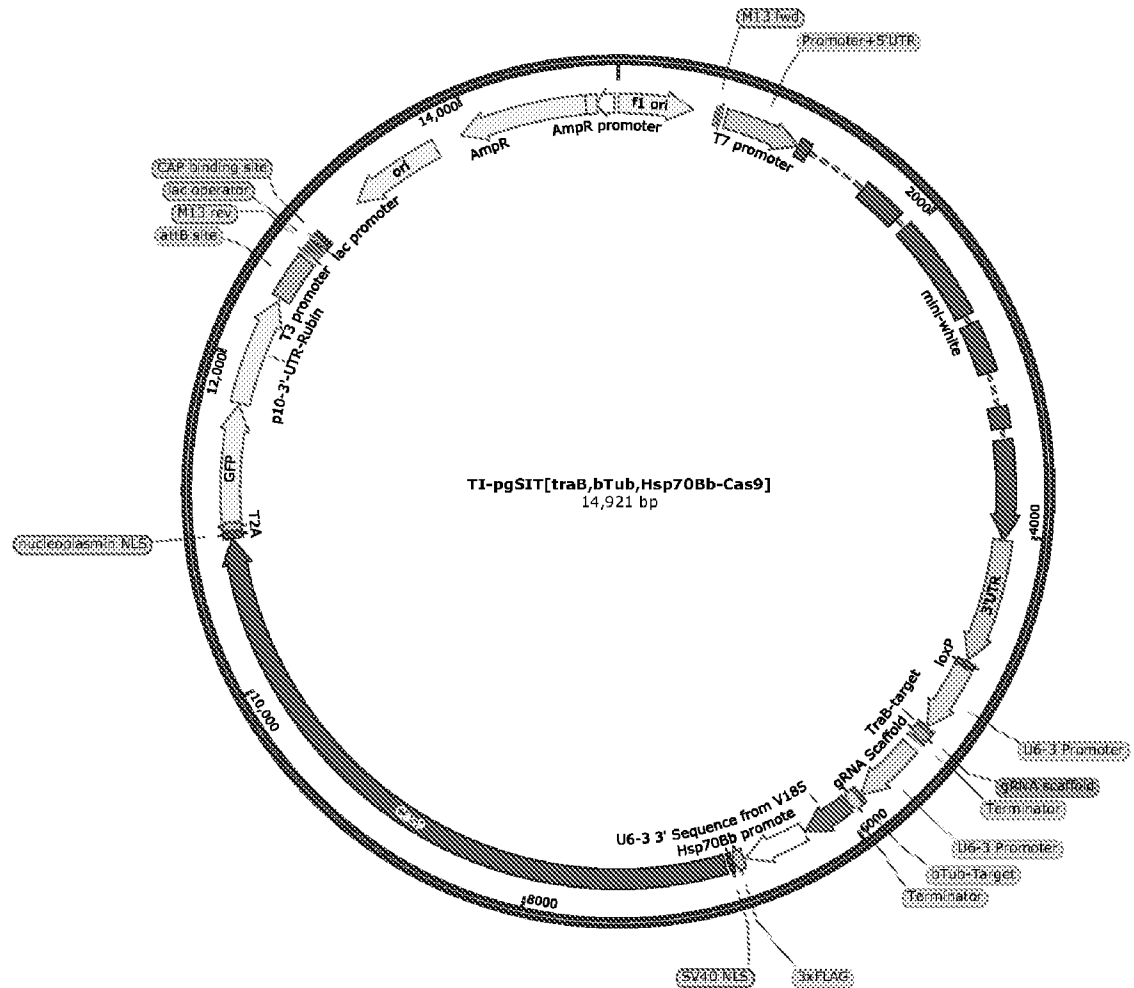 M13 fwd
Promoter+5'UTR
f1 ori
AmpR promoter
AmpR
T7 promoter
14,000
ori
CAP binding site
lac operator
M13 rev
attB site
lac promoter
T3 promoter
p10-3'-UTR-Rubin
2000
mini-white
12,000
GFP
T2A
nucleoplasmin NLS
TI-pgSIT[traB,bTub,Hsp70Bb-Cas9]
14,921 bp
4000
3'UTR
loxP
TraB-target
gRNA Scaffold
U6-3 Promoter
gRNA scaffold
Terminator
10,000
U6-3 3' Sequence from V185
Hsp70Bb promote
6000
U6-3 Promoter
bTub-Target
Terminator
8000
SV40 NLS
3xFLAG